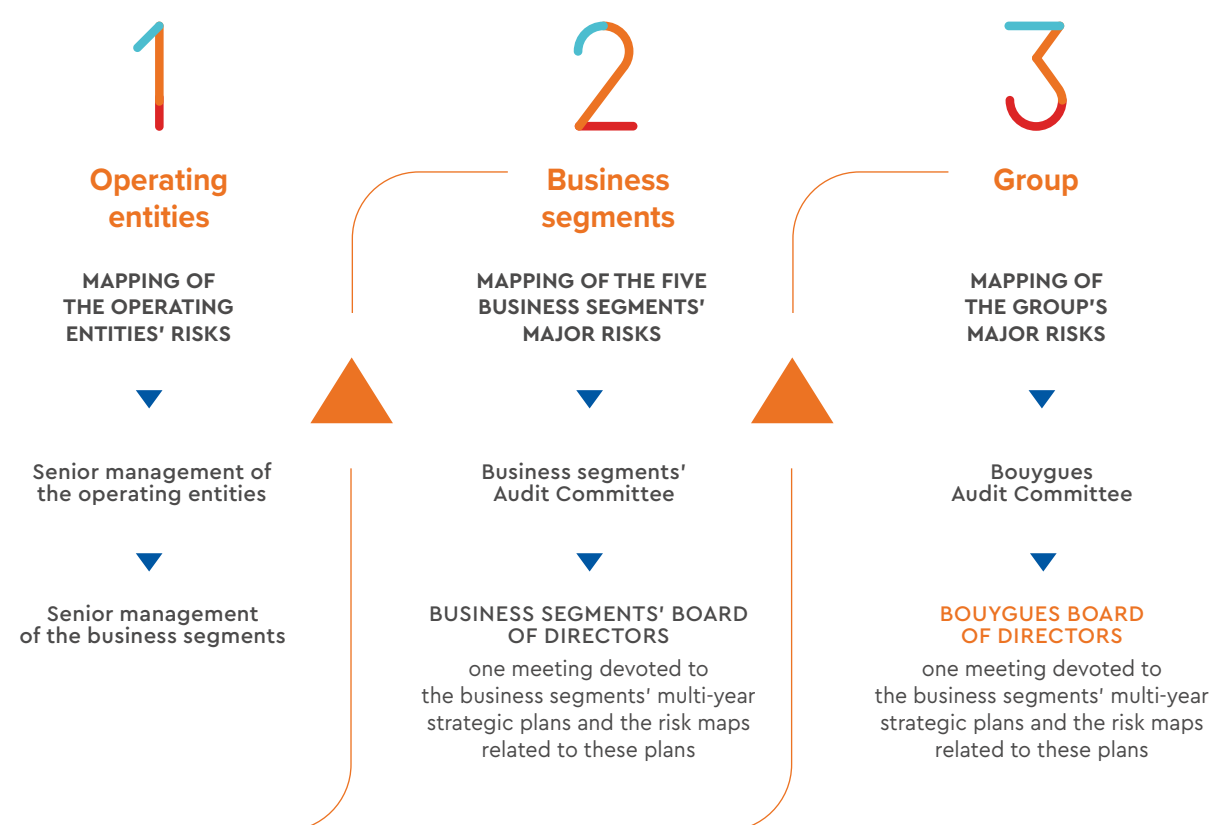 1
Operating
entities
MAPPING OF
THE OPERATING
ENTITIES' RISKS
Senior management of
the operating entities
Senior management
of the business segments
2
Business
segments
MAPPING OF THE FIVE
BUSINESS SEGMENTS'
MAJOR RISKS
Business segments'
Audit Committee
BUSINESS SEGMENTS' BOARD
OF DIRECTORS
one meeting devoted to
the business segments' multi-year
strategic plans and the risk maps
related to these plans
3
Group
MAPPING OF
THE GROUP'S
MAJOR RISKS
Bouygues
Audit Committee
BOUYGUES BOARD
OF DIRECTORS
one meeting devoted to
the business segments' multi-year
strategic plans and the risk maps
related to these plans